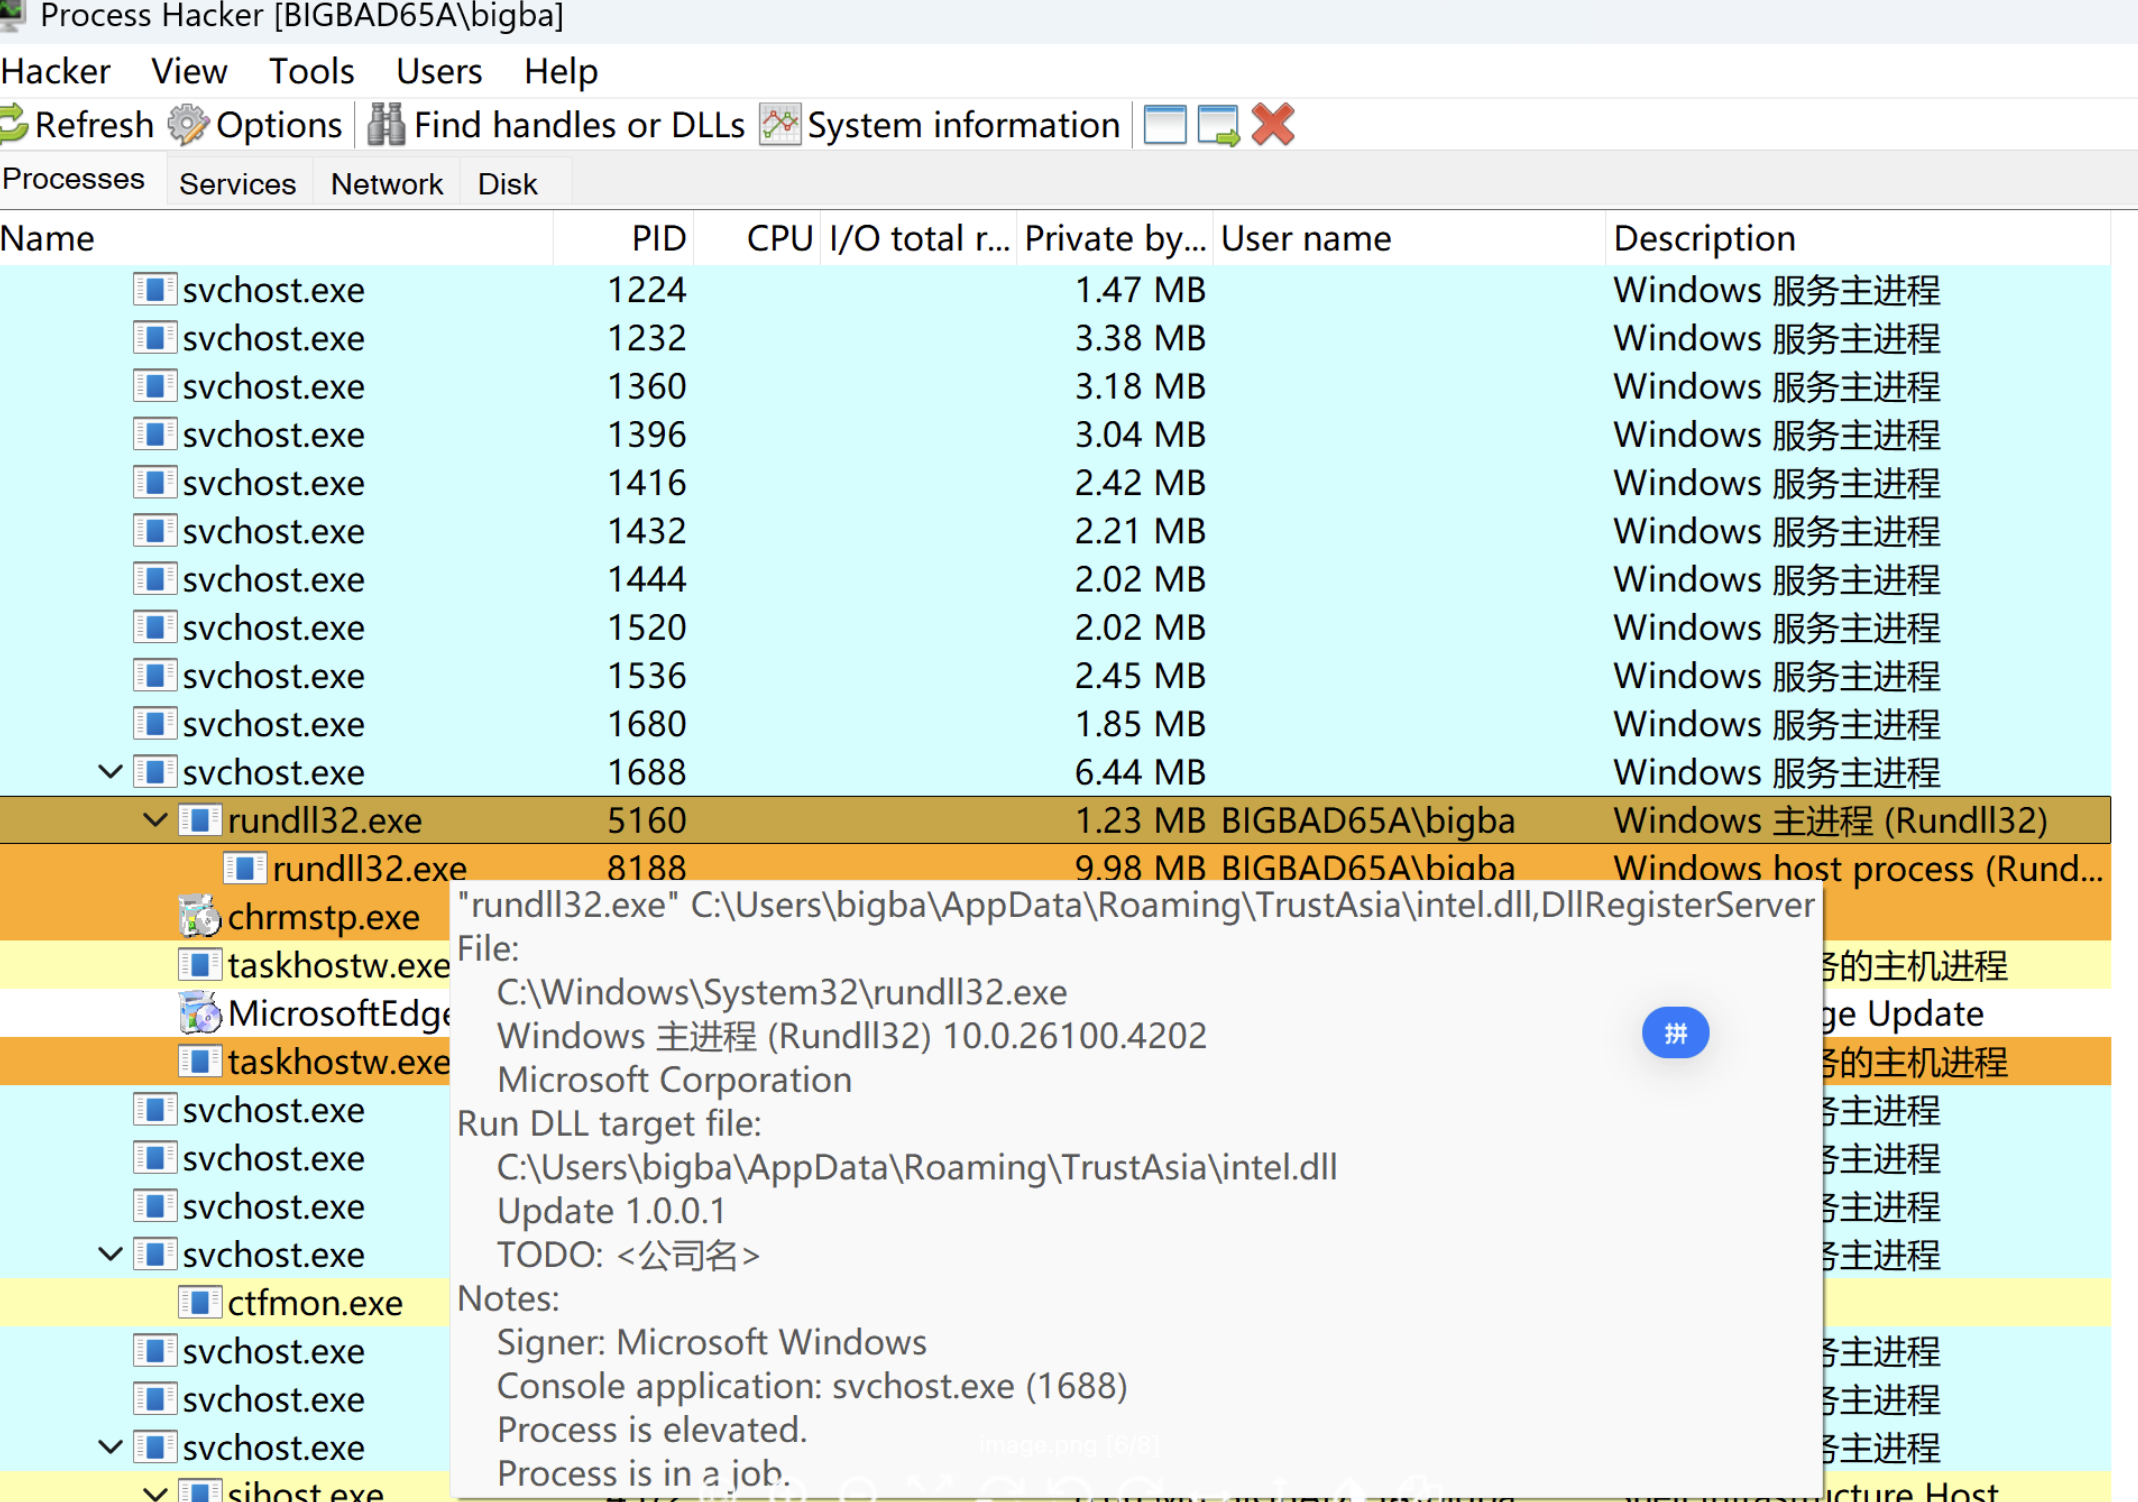 Process Hacker [BIGBAD65A\bigba]
Hacker View Tools Users Help
Refresh Options Find handles or DLLs System information
Processes Services Network Disk
Name PID CPU I/O total r... Private by... User name Description
svchost.exe 1224 1.47 MB Windows 服务主进程
svchost.exe 1232 3.38 MB Windows 服务主进程
svchost.exe 1360 3.18 MB Windows 服务主进程
svchost.exe 1396 3.04 MB Windows 服务主进程
svchost.exe 1416 2.42 MB Windows 服务主进程
svchost.exe 1432 2.21 MB Windows 服务主进程
svchost.exe 1444 2.02 MB Windows 服务主进程
svchost.exe 1520 2.02 MB Windows 服务主进程
svchost.exe 1536 2.45 MB Windows 服务主进程
svchost.exe 1680 1.85 MB Windows 服务主进程
svchost.exe 1688 6.44 MB Windows 服务主进程
rundll32.exe 5160 1.23 MB BIGBAD65A\bigba Windows 主进程 (Rundll32)
rundll32.exe 8188 9.98 MB BIGBAD65A\bigba Windows host process (Rund...
chrmstp.exe
taskhostw.exe 的主机进程
MicrosoftEdge ge Update
taskhostw.exe 的主机进程
svchost.exe 主进程
svchost.exe 主进程
svchost.exe 主进程
svchost.exe 主进程
ctfmon.exe
svchost.exe 主进程
svchost.exe 主进程
svchost.exe 主进程
sihost.exe ucture Host
"rundll32.exe" C:\Users\bigba\AppData\Roaming\TrustAsia\intel.dll,DllRegisterServer
File:
C:\Windows\System32\rundll32.exe
Windows 主进程 (Rundll32) 10.0.26100.4202
Microsoft Corporation
Run DLL target file:
C:\Users\bigba\AppData\Roaming\TrustAsia\intel.dll
Update 1.0.0.1
TODO: <公司名>
Notes:
Signer: Microsoft Windows
Console application: svchost.exe (1688)
Process is elevated.
Process is in a job.
拼
image.png [6/8]